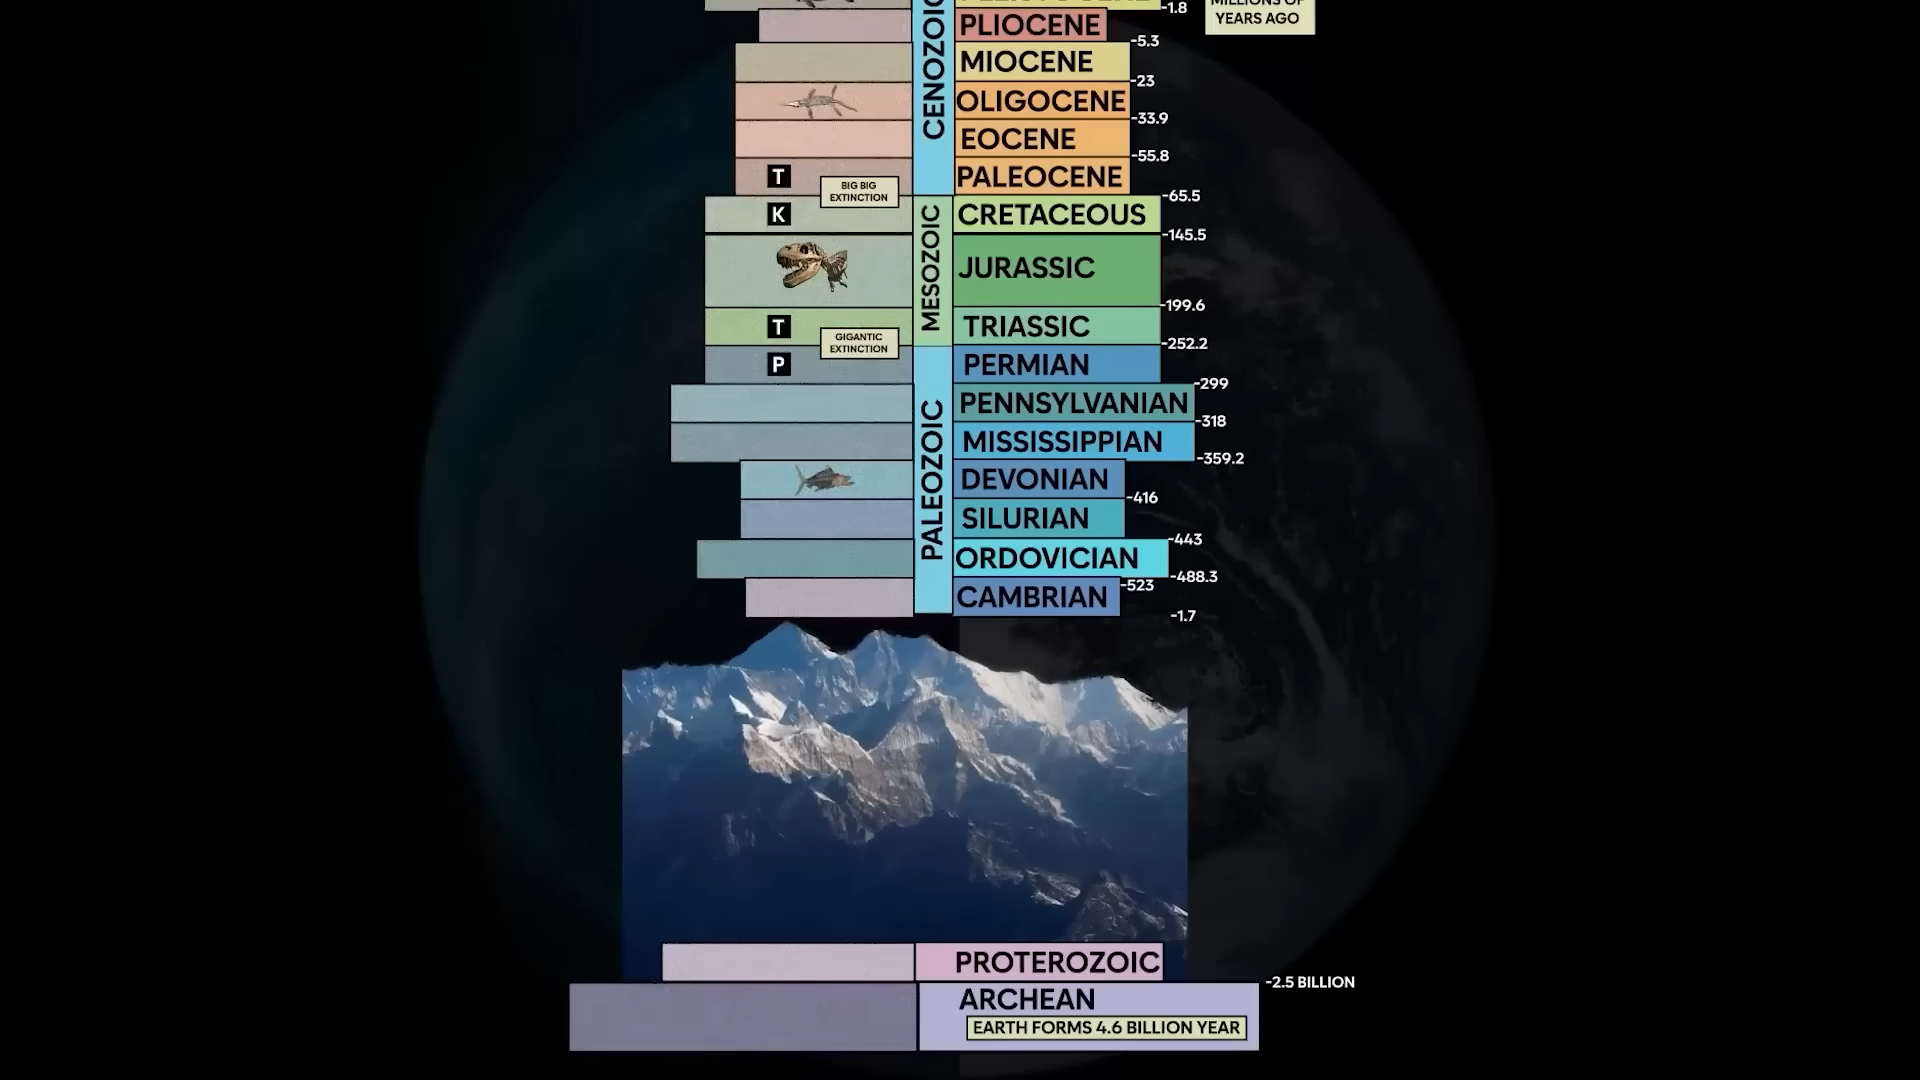 -1.8
MILLIONS OF
YEARS AGO
PLIOCENE
-5.3
MIOCENE
-23
OLIGOCENE
-33.9
EOCENE
-55.8
T
BIG BIG
EXTINCTION
PALEOCENE
-65.5
CENOZOIC
K
CRETACEOUS
-145.5
JURASSIC
-199.6
MESOZOIC
T
TRIASSIC
GIGANTIC
EXTINCTION
-252.2
P
PERMIAN
-299
PENNSYLVANIAN
-318
MISSISSIPPIAN
-359.2
PALEOZOIC
DEVONIAN
-416
SILURIAN
-443
ORDOVICIAN
-488.3
-523
CAMBRIAN
-1.7
PROTEROZOIC
-2.5 BILLION
ARCHEAN
EARTH FORMS 4.6 BILLION YEAR